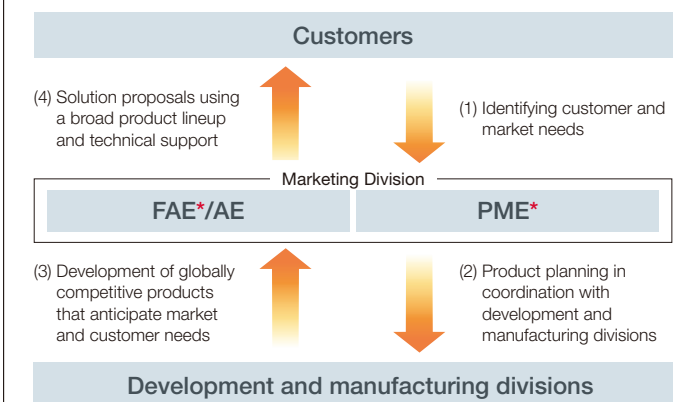 Customers
(4) Solution proposals using
a broad product lineup
and technical support
(1) Identifying customer and
market needs
Marketing Division
FAE*/AE
PME*
(3) Development of globally
competitive products
that anticipate market
and customer needs
(2) Product planning in
coordination with
development and
manufacturing divisions
Development and manufacturing divisions